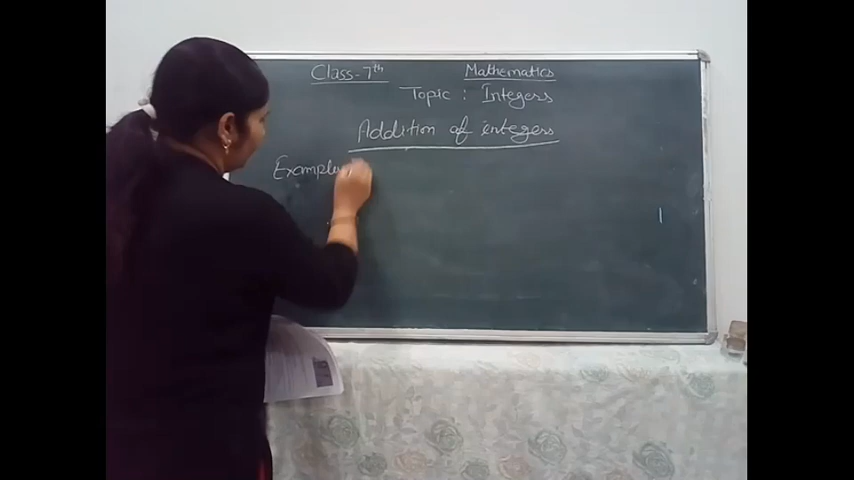 Class-7th
Mathematics
Topic : Integers
Addition of integers